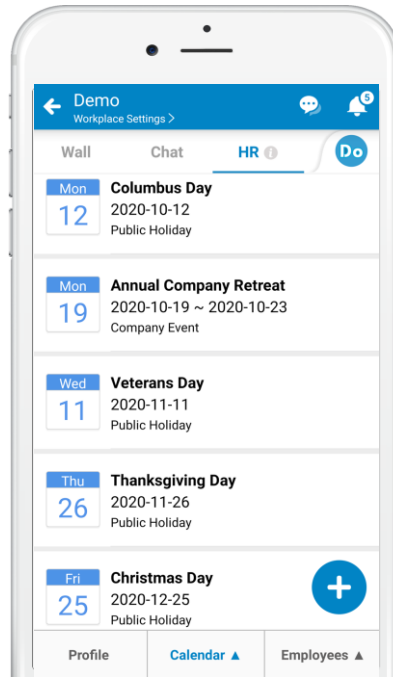 Demo
Workplace Settings >
5
Wall
Chat
HR
i
Do
Mon
12
Columbus Day
2020-10-12
Public Holiday
Mon
19
Annual Company Retreat
2020-10-19 ~ 2020-10-23
Company Event
Wed
11
Veterans Day
2020-11-11
Public Holiday
Thu
26
Thanksgiving Day
2020-11-26
Public Holiday
Fri
25
Christmas Day
2020-12-25
Public Holiday
Profile
Calendar ▲
Employees ▲